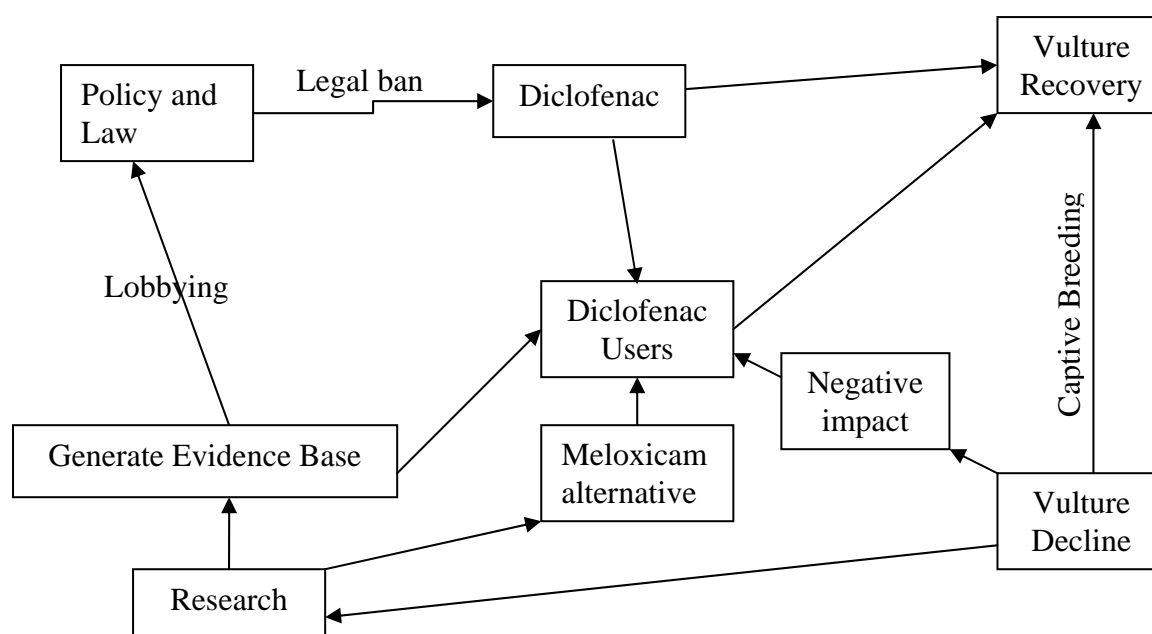 Vulture
Recovery
Legal ban
Policy and
Law
Diclofenac
Captive Breeding
Lobbying
Diclofenac
Users
Negative
impact
Generate Evidence Base
Meloxicam
alternative
Vulture
Decline
Research